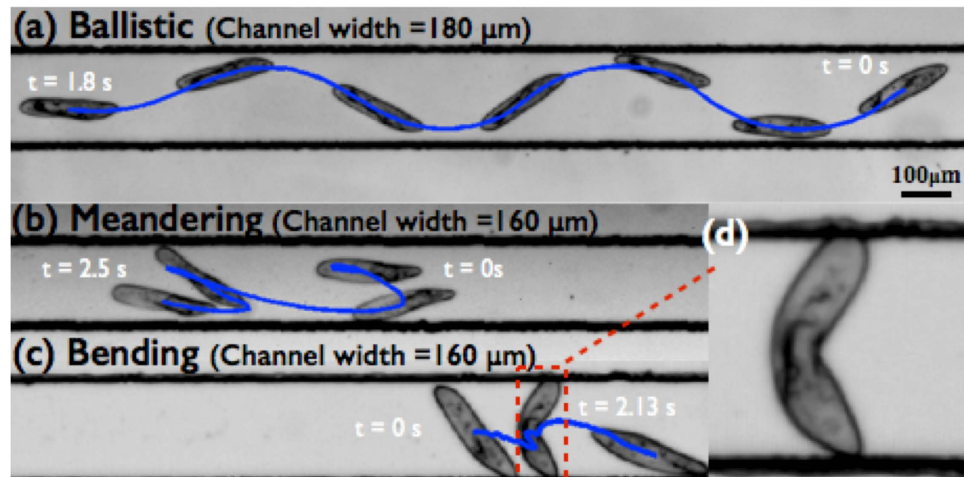 (a) Ballistic (Channel width =180 μm)
t = 1.8 s
t = 0 s
100μm
(b) Meandering (Channel width =160 μm)
t = 2.5 s
t = 0s
(d)
(c) Bending (Channel width =160 μm)
t = 0 s
t = 2.13 s